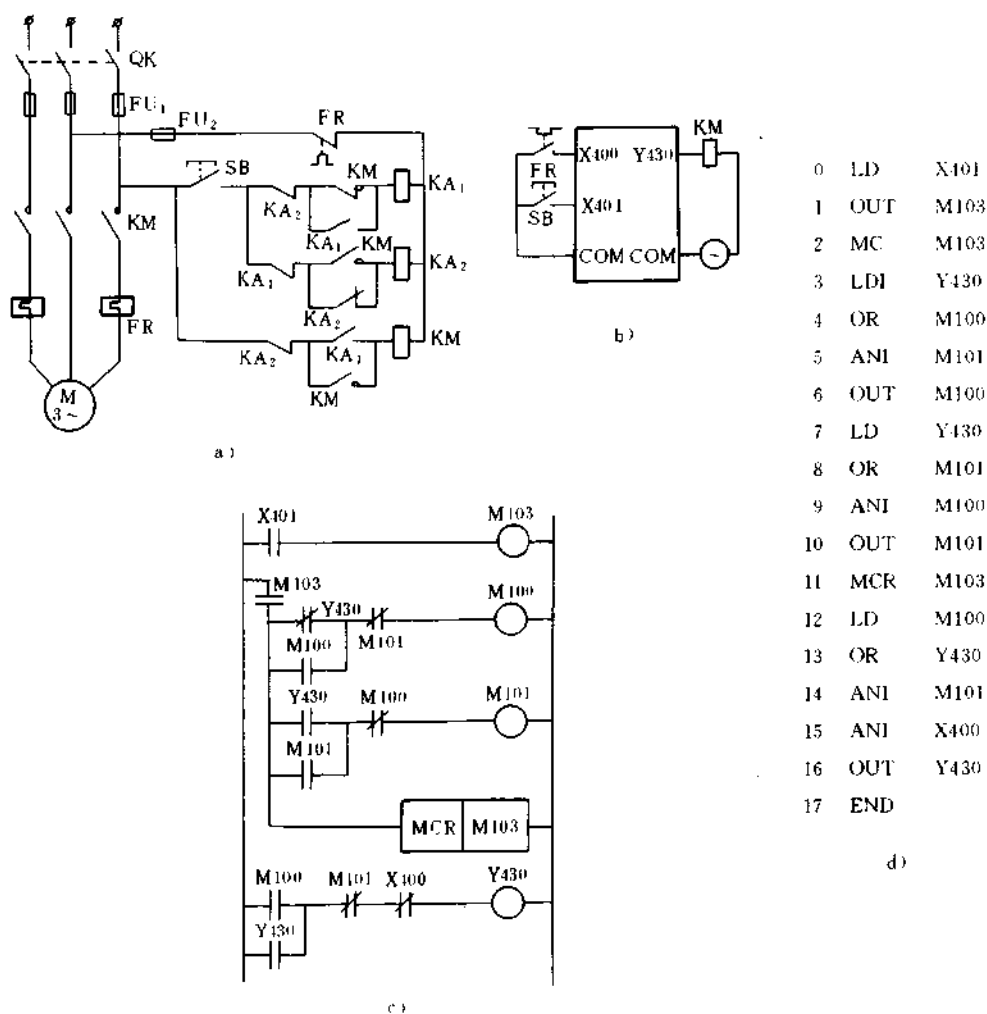 QK
FU₁
FU₂
FR
SB
KM
KA₁
KA₂
KA₁
KM
KM
KA₁
KA₂
KA₂
KM
FR
KA₂
KA₁
KM
KM
M
3~
a)
KM
X400 Y430
FR
X401
SB
COM COM
~
b)
0 LD X401
1 OUT M103
2 MC M103
3 LDI Y430
4 OR M100
5 ANI M101
6 OUT M100
7 LD Y430
8 OR M101
9 ANI M100
10 OUT M101
11 MCR M103
12 LD M100
13 OR Y430
14 ANI M101
15 ANI X400
16 OUT Y430
17 END
d)
X401 M103
M103
M100
Y430
M100 M101
Y430 M100 M101
M101
MCR M103
M100 M101 X400 Y430
Y430
c)